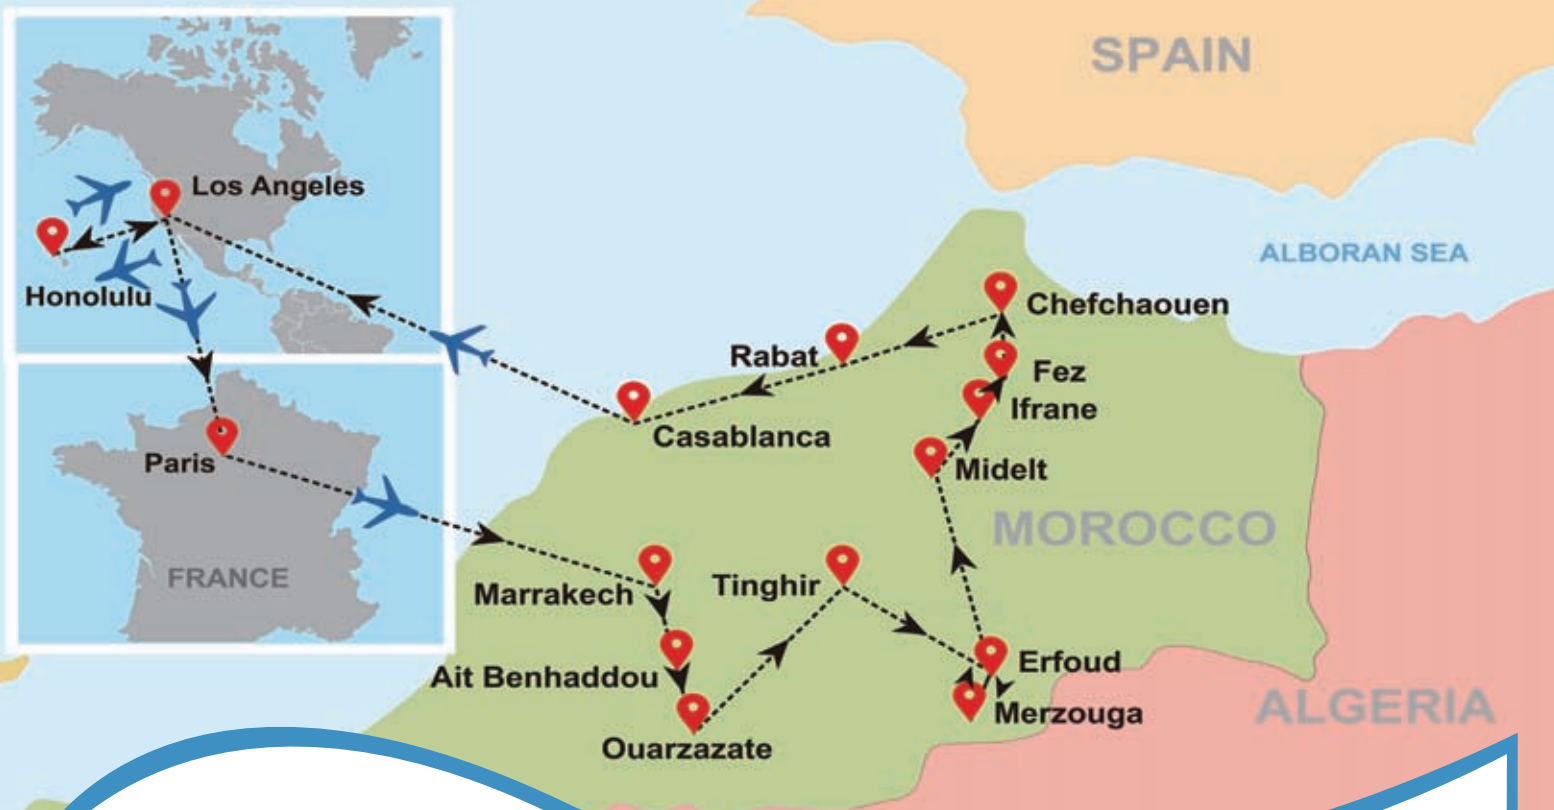 SPAIN
Los Angeles
ALBORAN SEA
Honolulu
Chefchaouen
Rabat
Fez
Ifrane
Casablanca
Paris
Midelt
MOROCCO
FRANCE
Marrakech
Tinghir
Erfoud
Ait Benhaddou
ALGERIA
Merzouga
Ouarzazate